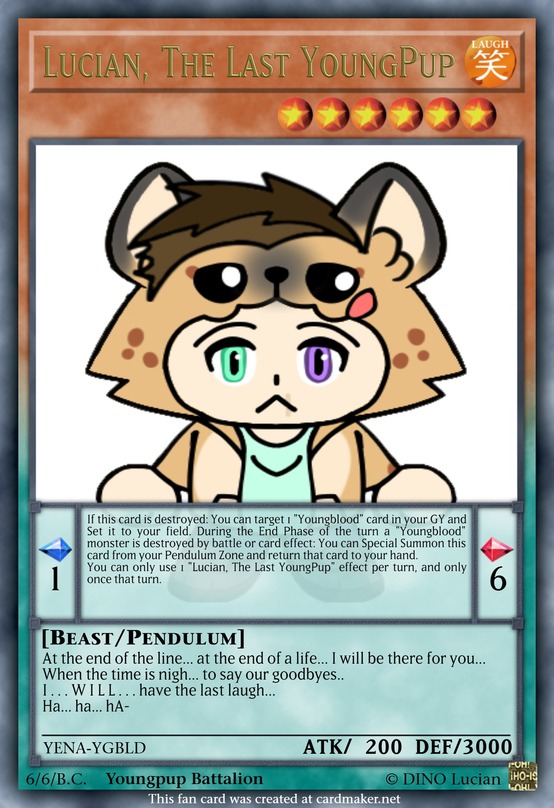 LUCIAN, THE LAST YOUNGPUP
LAUGH
笑
If this card is destroyed: You can target 1 "Youngblood" card in your GY and
Set it to your field. During the End Phase of the turn a "Youngblood"
monster is destroyed by battle or card effect: You can Special Summon this
card from your Pendulum Zone and return that card to your hand.
You can only use 1 "Lucian, The Last YoungPup" effect per turn, and only
once that turn.
1
6
[BEAST/PENDULUM]
At the end of the line... at the end of a life... I will be there for you...
When the time is nigh... to say our goodbyes..
I . . . W I L L . . . have the last laugh...
Ha... ha... hA-
YENA-YGBLD
ATK/ 200 DEF/3000
6/6/B.C.
Youngpup Battalion
© DINO Lucian
This fan card was created at cardmaker.net